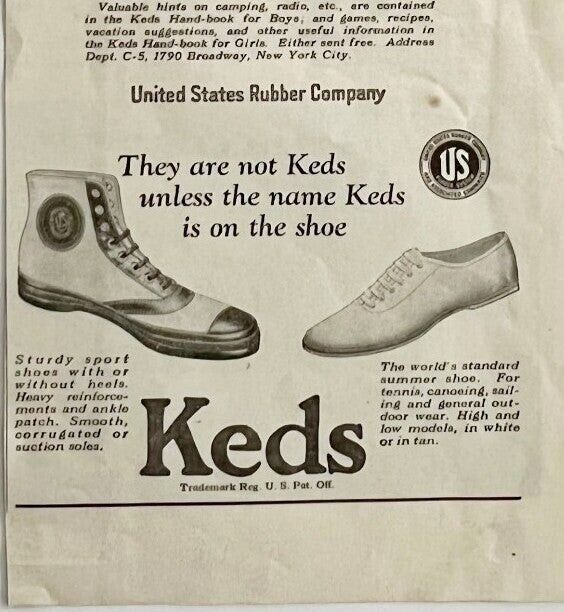 Valuable hints on camping, radio, etc., are contained
in the Keds Hand-book for Boys, and games, recipes,
vacation suggestions, and other useful information in
the Keds Hand-book for Girls. Either sent free. Address
Dept. C-5, 1790 Broadway, New York City.
United States Rubber Company
They are not Keds
unless the name Keds
is on the shoe
UNITED STATES RUBBER COMPANY
US
Sturdy sport
shoes with or
without heels.
Heavy reinforce-
ments and ankle
patch. Smooth,
corrugated or
suction soles.
The world's standard
summer shoe. For
tennis, canoeing, sail-
ing and general out-
door wear. High and
low models, in white
or in tan.
Keds
Trademark Reg. U. S. Pat. Off.